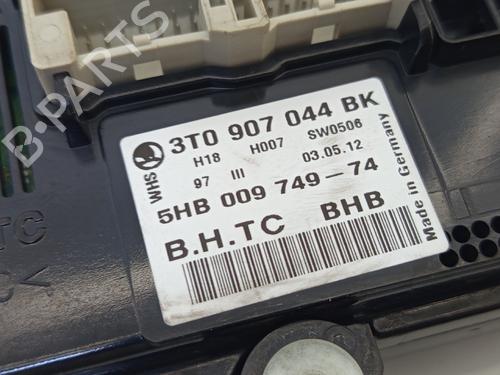 3T0 907 044 BK
WHS H18 H007 SW0506
97 III 03.05.12
5HB 009 749-74
B.H.TC BHB
Made in Germany
B-PARTS
TC